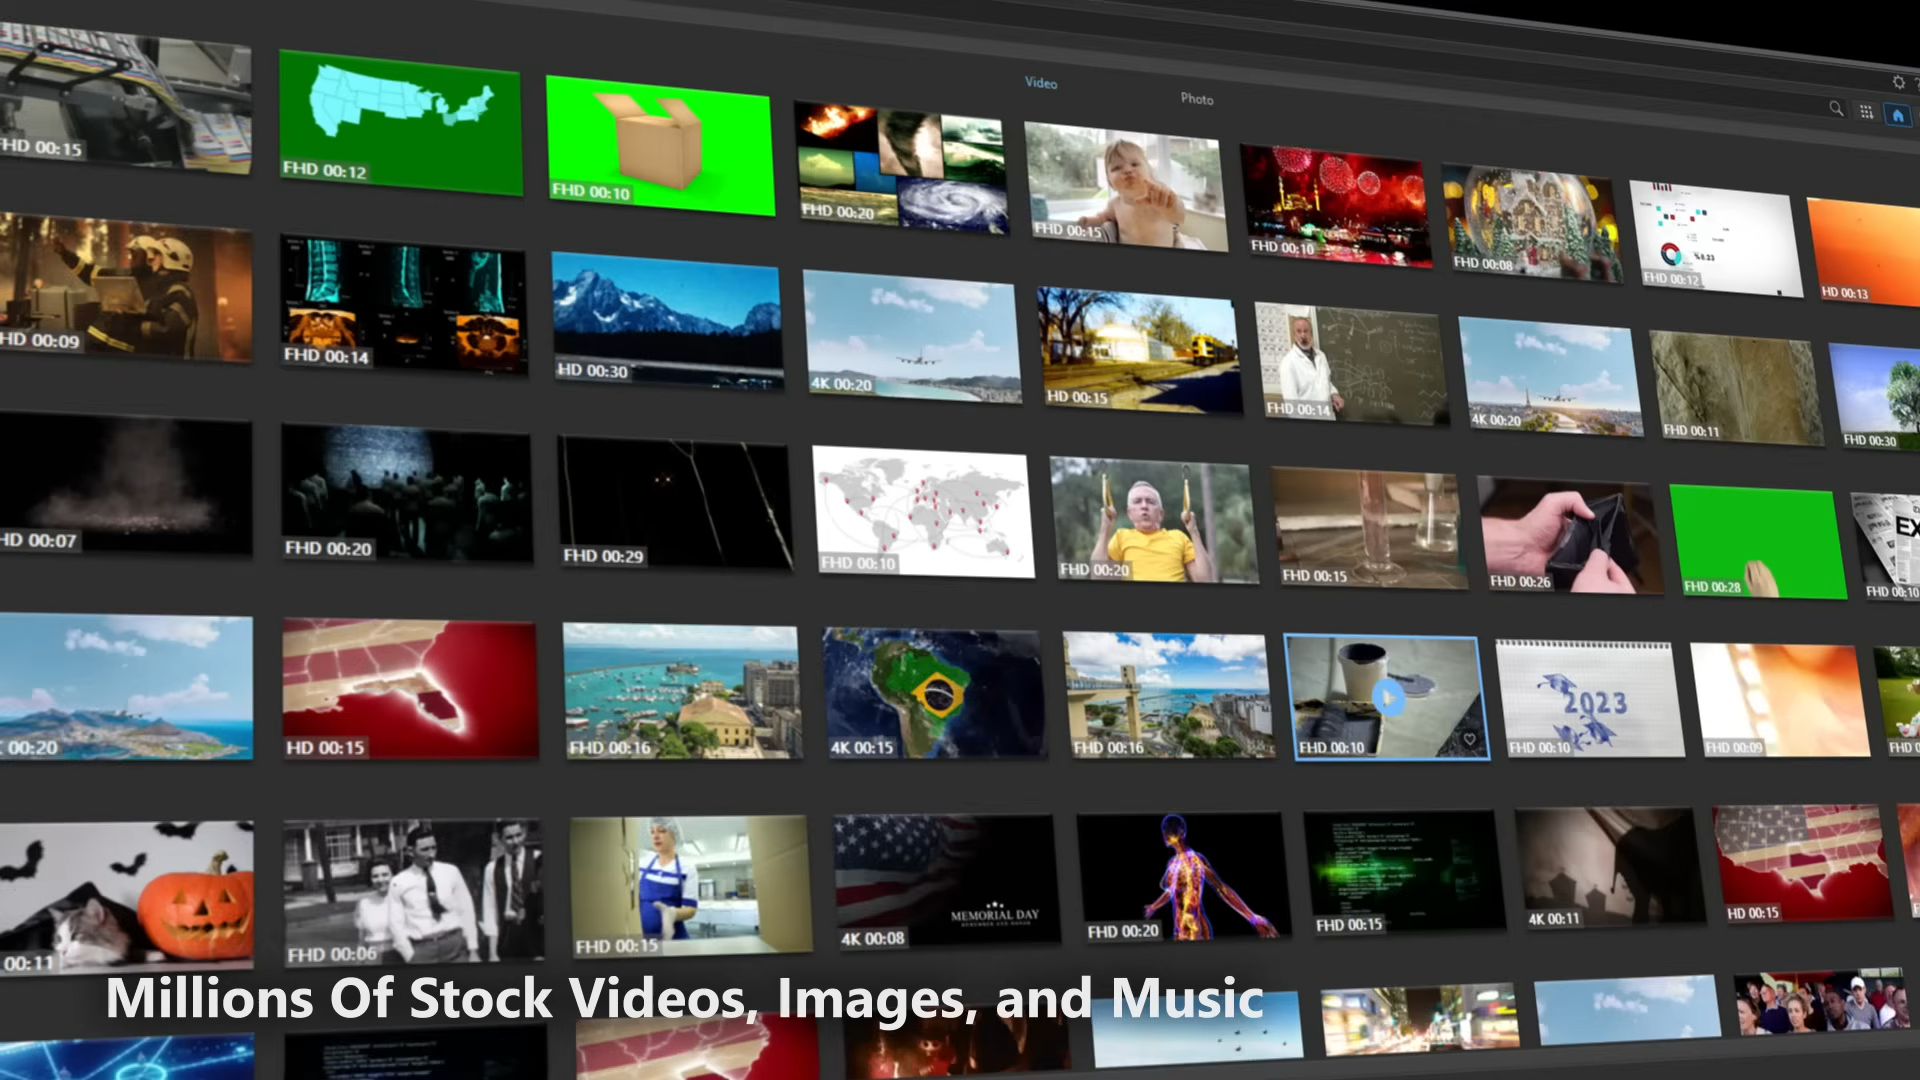 Video
Photo
FHD 00:15
FHD 00:12
FHD 00:10
FHD 00:20
FHD 00:15
FHD 00:10
FHD 00:08
FHD 00:12
HD 00:13
HD 00:09
FHD 00:14
HD 00:30
4K 00:20
HD 00:15
FHD 00:14
4K 00:20
FHD 00:11
FHD 00:30
HD 00:07
FHD 00:20
FHD 00:29
FHD 00:10
FHD 00:20
FHD 00:15
FHD 00:26
FHD 00:28
EX
FHD 00:10
00:20
HD 00:15
FHD 00:16
4K 00:15
FHD 00:16
FHD 00:10
2023
FHD 00:10
FHD 00:09
FHD
00:11
FHD 00:06
FHD 00:15
MEMORIAL DAY
4K 00:08
FHD 00:20
FHD 00:15
4K 00:11
HD 00:15
Millions Of Stock Videos, Images, and Music